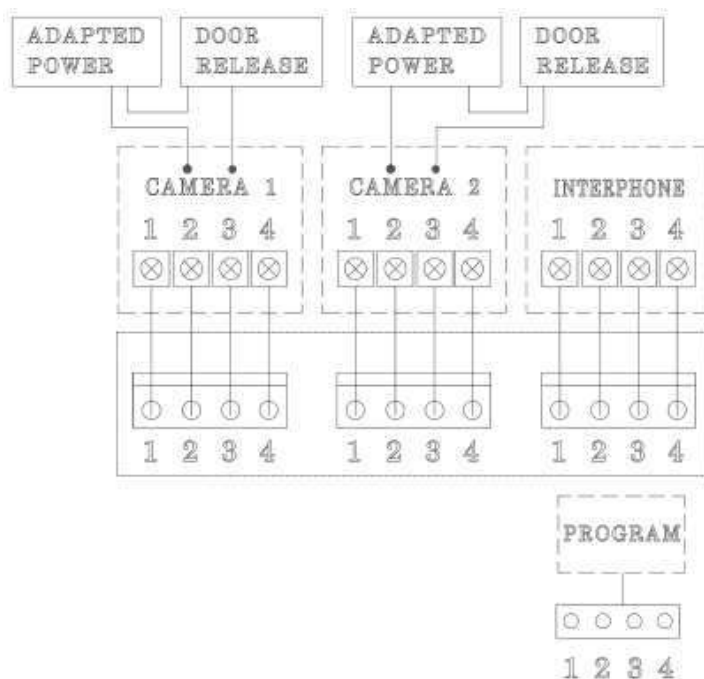 ADAPTED POWER
DOOR RELEASE
ADAPTED POWER
DOOR RELEASE
CAMERA 1
CAMERA 2
INTERPHONE
1 2 3 4
1 2 3 4
1 2 3 4
1 2 3 4
1 2 3 4
1 2 3 4
PROGRAM
1 2 3 4